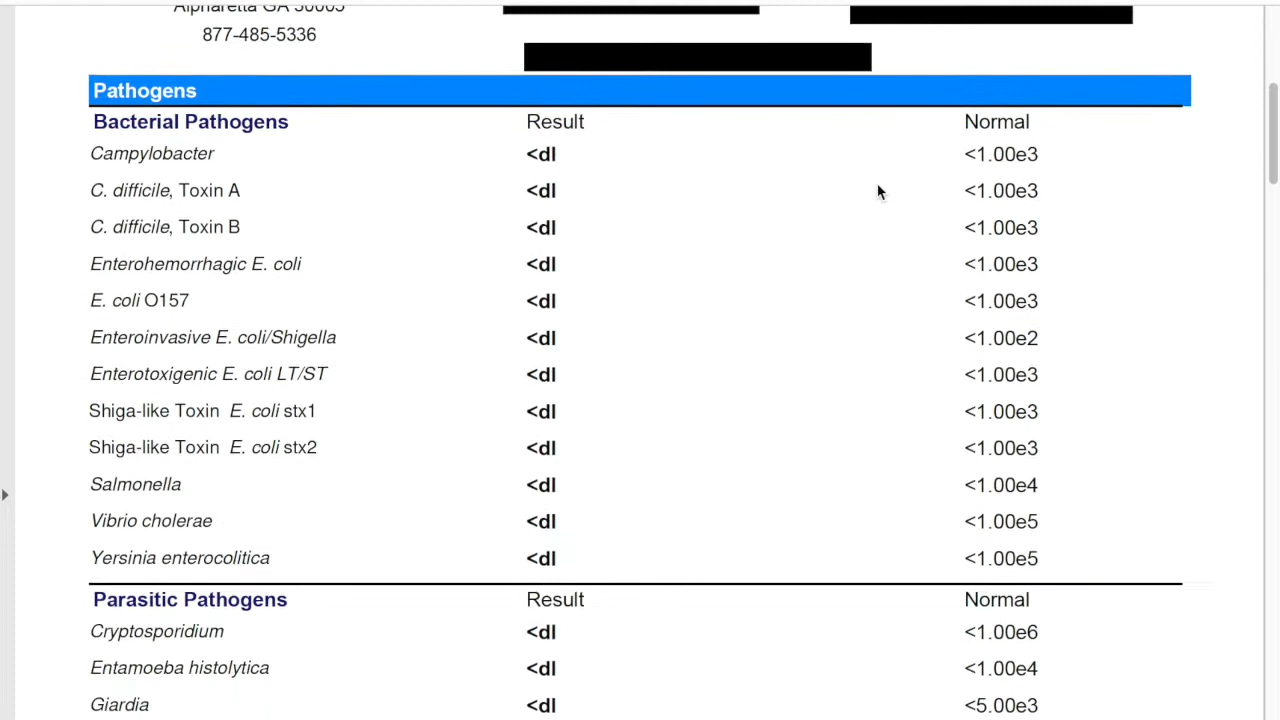 Alpharetta GA 30005
877-485-5336
Pathogens
Bacterial Pathogens Result Normal
Campylobacter <dl <1.00e3
C. difficile, Toxin A <dl <1.00e3
C. difficile, Toxin B <dl <1.00e3
Enterohemorrhagic E. coli <dl <1.00e3
E. coli O157 <dl <1.00e3
Enteroinvasive E. coli/Shigella <dl <1.00e2
Enterotoxigenic E. coli LT/ST <dl <1.00e3
Shiga-like Toxin E. coli stx1 <dl <1.00e3
Shiga-like Toxin E. coli stx2 <dl <1.00e3
Salmonella <dl <1.00e4
Vibrio cholerae <dl <1.00e5
Yersinia enterocolitica <dl <1.00e5
Parasitic Pathogens Result Normal
Cryptosporidium <dl <1.00e6
Entamoeba histolytica <dl <1.00e4
Giardia <dl <5.00e3